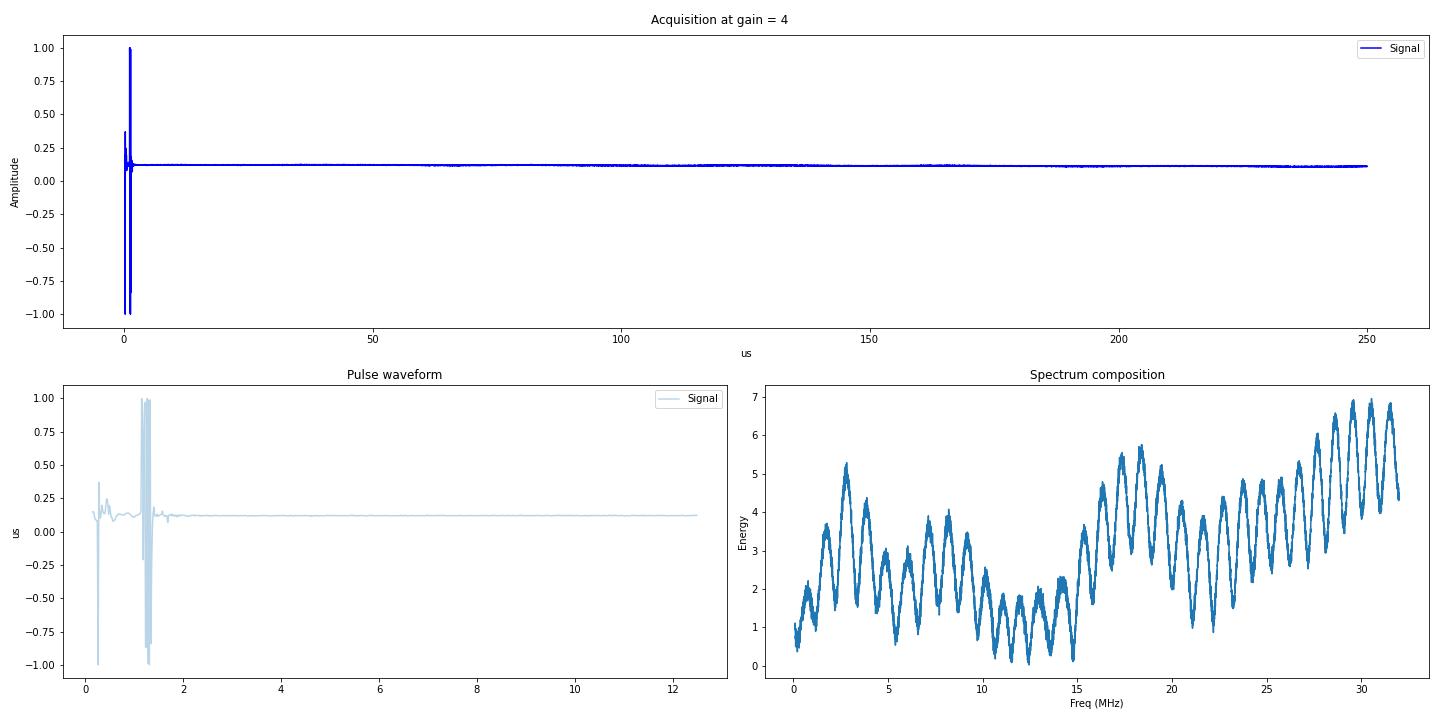 Acquisition at gain = 4
Signal
1.00
0.75
0.50
0.25
0.00
−0.25
−0.50
−0.75
−1.00
Amplitude
0 50 100 150 200 250
us
Pulse waveform
Signal
1.00
0.75
0.50
0.25
0.00
−0.25
−0.50
−0.75
−1.00
us
0 2 4 6 8 10 12
Spectrum composition
7
6
5
4
3
2
1
0
Energy
0 5 10 15 20 25 30
Freq (MHz)